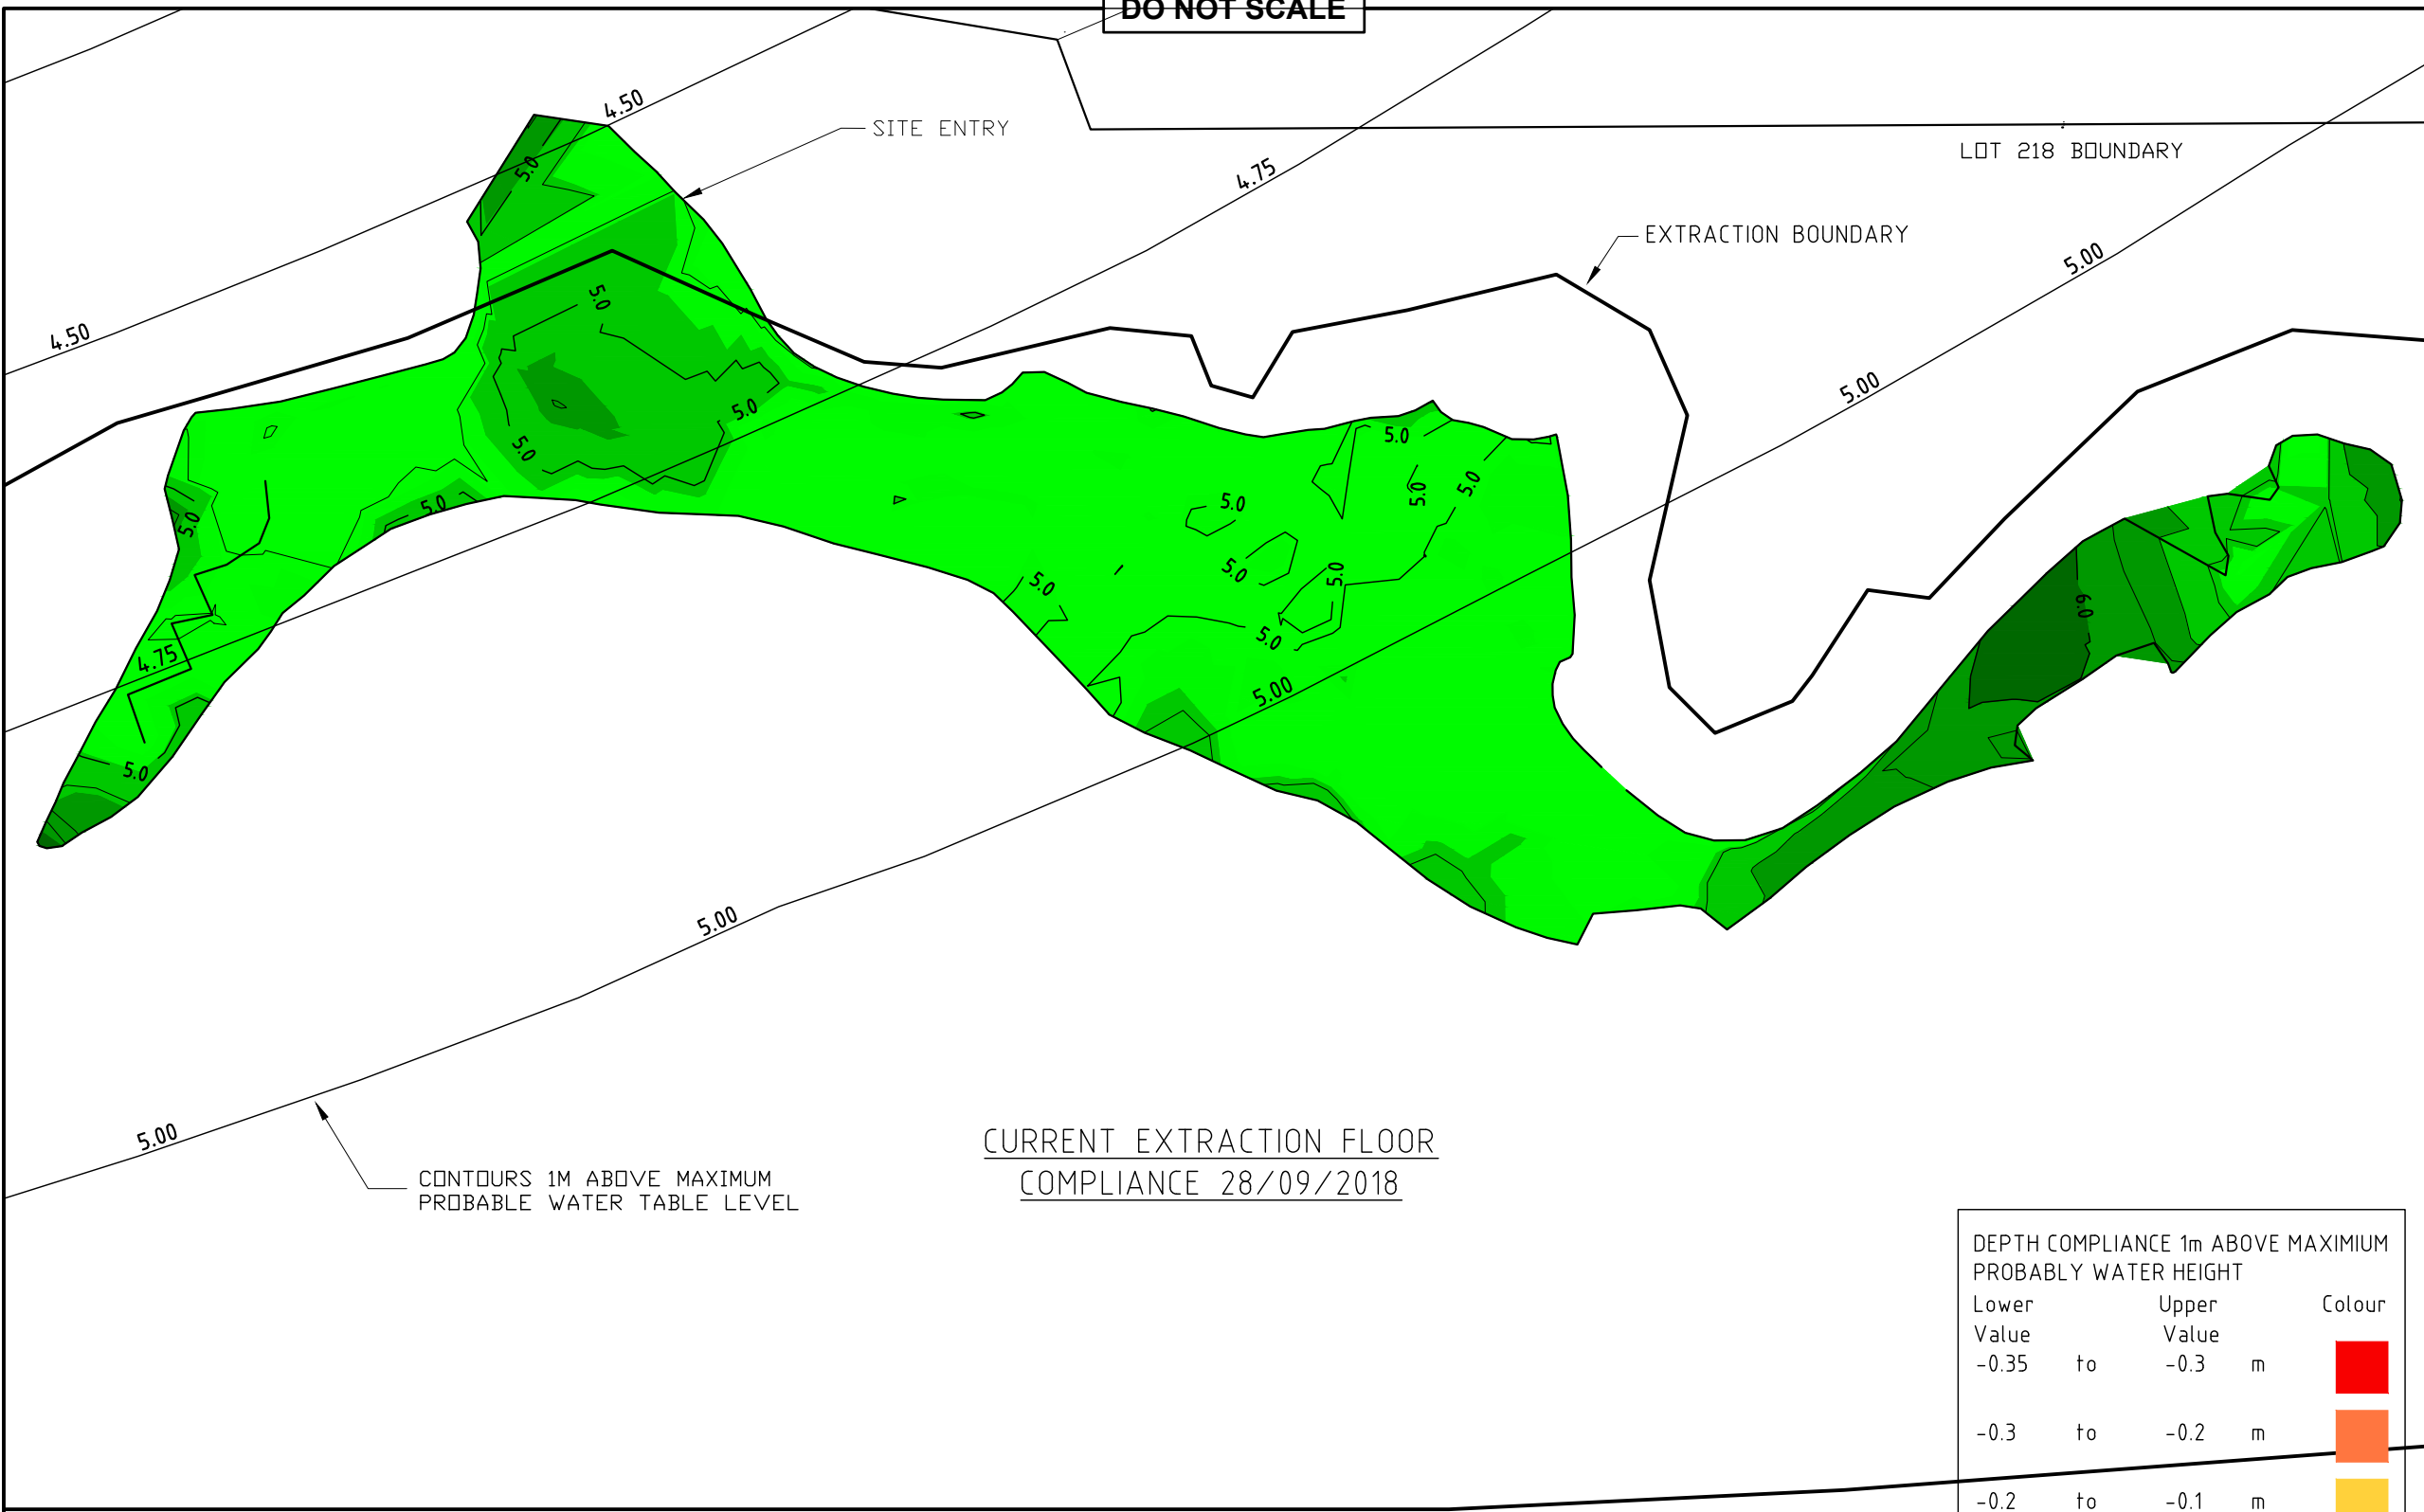 DO NOT SCALE
4.50
SITE ENTRY
LOT 218 BOUNDARY
4.75
5.0
EXTRACTION BOUNDARY
5.00
5.0
4.50
5.00
5.0
5.0
5.0
5.0
5.0
5.0
5.0
5.0
5.0
5.0
5.0
5.0
5.0
6.0
5.0
4.75
5.00
5.0
5.00
5.00
CURRENT EXTRACTION FLOOR
COMPLIANCE 28/09/2018
CONTOURS 1M ABOVE MAXIMUM
PROBABLE WATER TABLE LEVEL
DEPTH COMPLIANCE 1m ABOVE MAXIMIUM
PROBABLY WATER HEIGHT
Lower Upper Colour
Value Value
-0.35 to -0.3 m
-0.3 to -0.2 m
-0.2 to -0.1 m